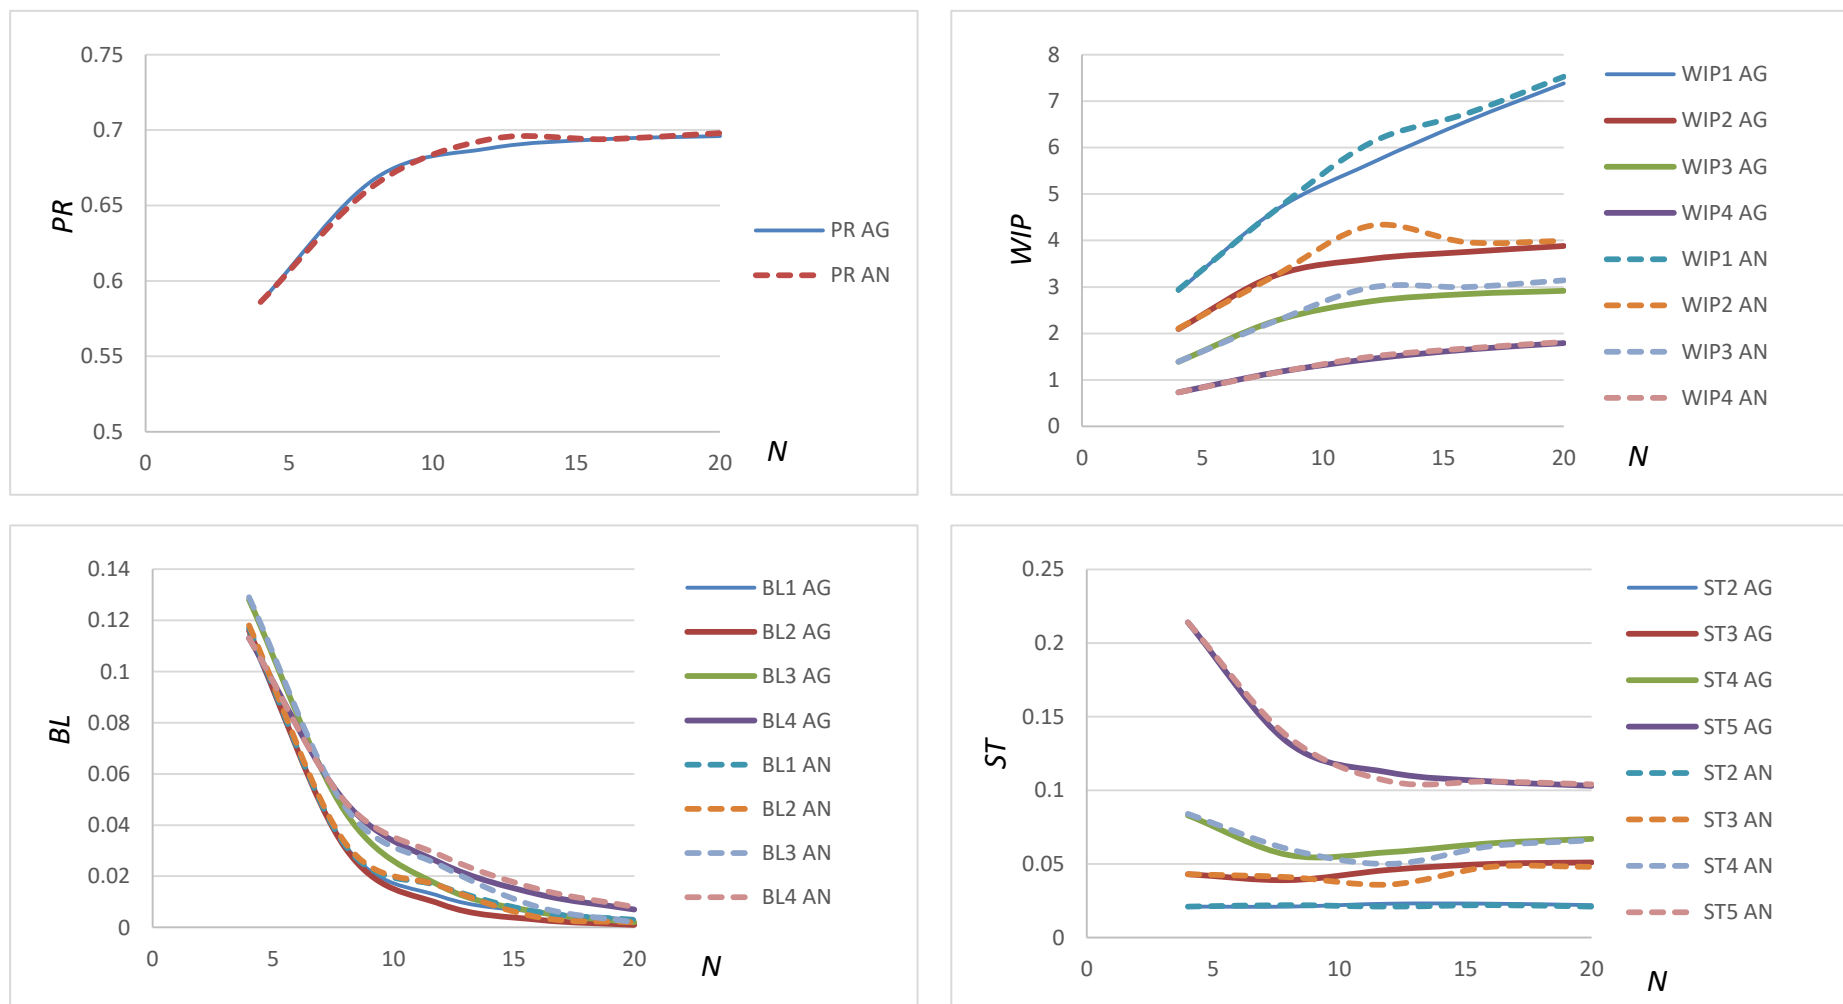 0.75
0.7
0.65
0.6
0.55
0.5
PR
0
5
10
15
20
N
PR AG
PR AN
8
7
6
5
4
3
2
1
0
WIP
0
5
10
15
20
N
WIP1 AG
WIP2 AG
WIP3 AG
WIP4 AG
WIP1 AN
WIP2 AN
WIP3 AN
WIP4 AN
0.14
0.12
0.1
0.08
0.06
0.04
0.02
0
BL
0
5
10
15
20
N
BL1 AG
BL2 AG
BL3 AG
BL4 AG
BL1 AN
BL2 AN
BL3 AN
BL4 AN
0.25
0.2
0.15
0.1
0.05
0
ST
0
5
10
15
20
N
ST2 AG
ST3 AG
ST4 AG
ST5 AG
ST2 AN
ST3 AN
ST4 AN
ST5 AN